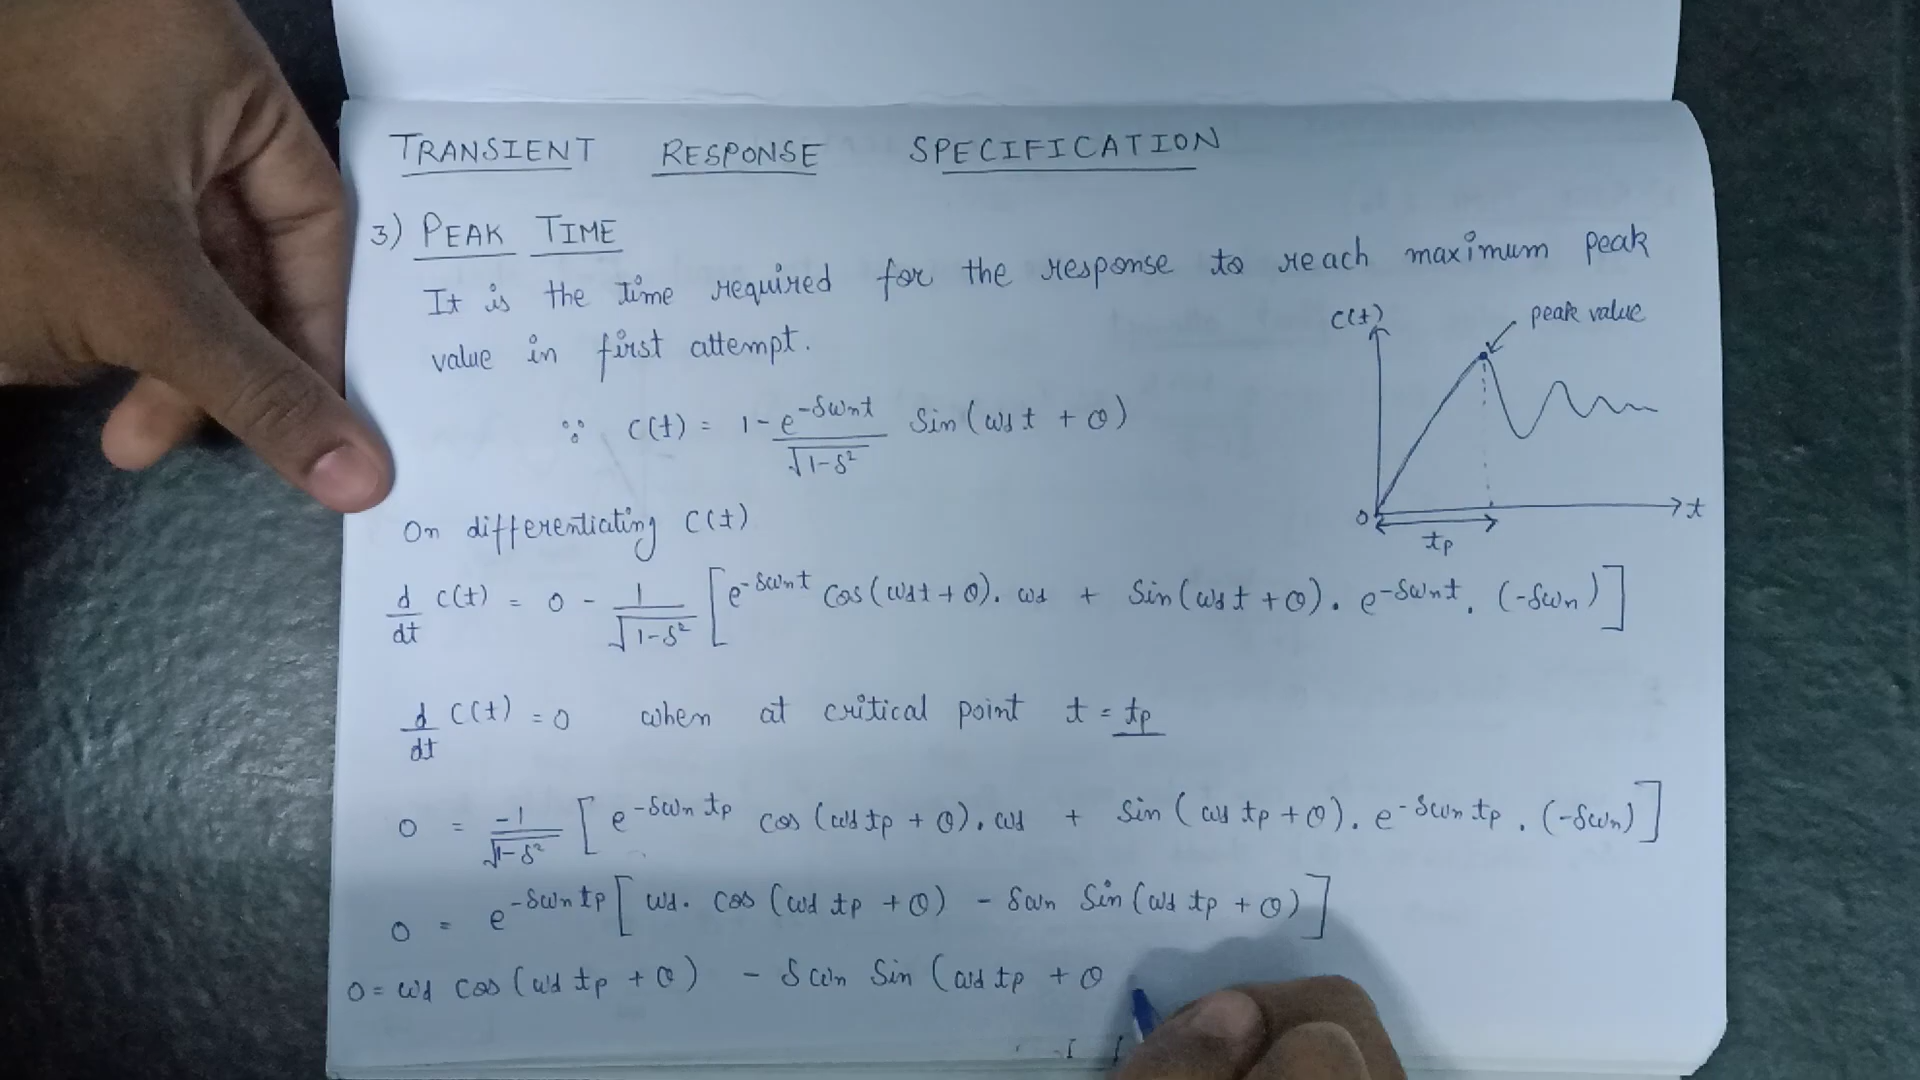 TRANSIENT RESPONSE SPECIFICATION
3) PEAK TIME
It is the time required for the response to reach maximum peak
value in first attempt.
C(t)
peak value
∵ C(t) = 1 - e^-δωnt / √1-δ² Sin(ωdt + θ)
0
t
tp
On differentiating C(t)
d/dt C(t) = 0 - 1/√1-δ² [e^-δωnt Cos(ωdt + θ). ωd + Sin(ωdt + θ). e^-δωnt. (-δωn)]
d/dt C(t) = 0 when at critical point t = tp
0 = -1/√1-δ² [e^-δωn tp cos(ωd tp + θ). ωd + Sin(ωd tp + θ). e^-δωn tp. (-δωn)]
0 = e^-δωn tp [ωd. cos(ωd tp + θ) - δωn Sin(ωd tp + θ)]
0 = ωd cos(ωd tp + θ) - δωn Sin(ωd tp + θ